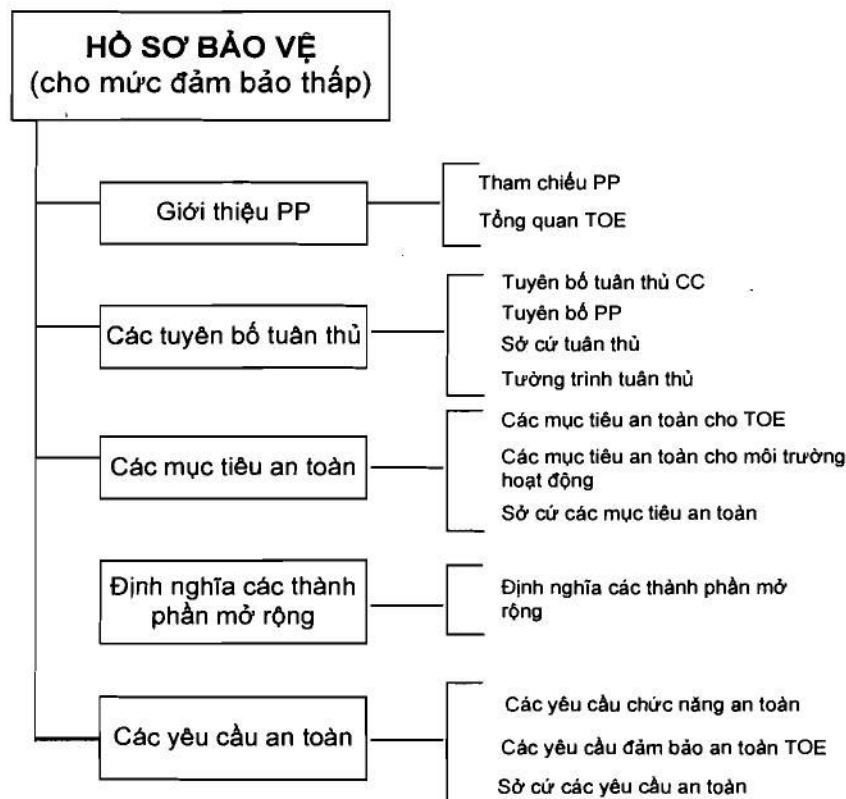 HỒ SƠ BẢO VỆ
(cho mức đảm bảo thấp)
Giới thiệu PP
Tham chiếu PP
Tổng quan TOE
Các tuyên bố tuân thủ
Tuyên bố tuân thủ CC
Tuyên bố PP
Sở cứ tuân thủ
Tường trình tuân thủ
Các mục tiêu an toàn
Các mục tiêu an toàn cho TOE
Các mục tiêu an toàn cho môi trường
hoạt động
Sở cứ các mục tiêu an toàn
Định nghĩa các thành
phần mở rộng
Định nghĩa các thành phần mở
rộng
Các yêu cầu an toàn
Các yêu cầu chức năng an toàn
Các yêu cầu đảm bảo an toàn TOE
Sở cứ các yêu cầu an toàn